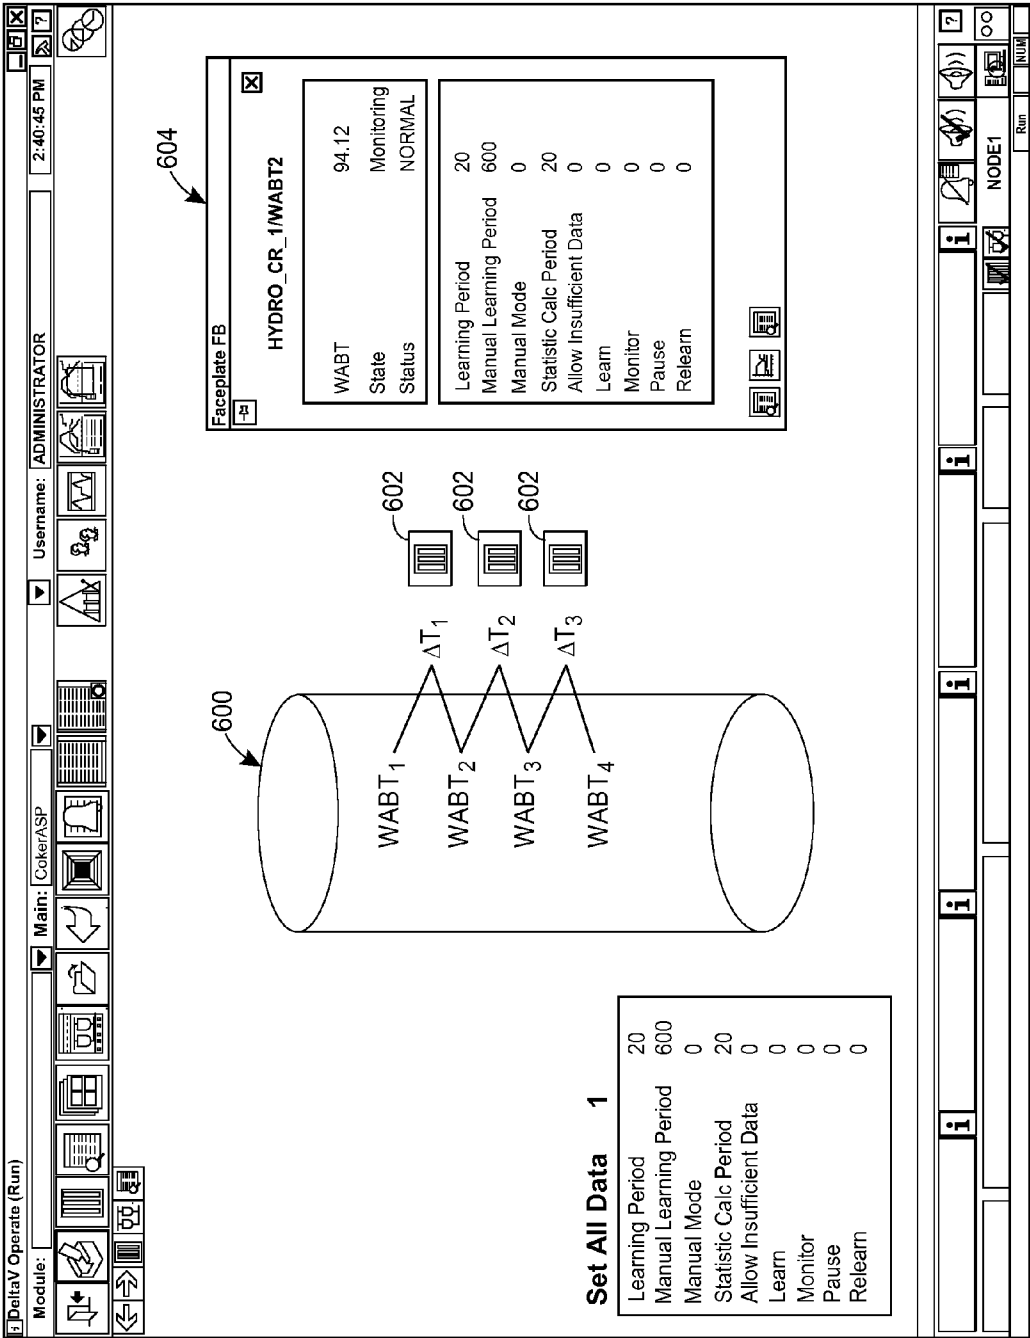 DeltaV Operate (Run)
Module: Main: CokerASP Username: ADMINISTRATOR 2:40:45 PM ?
600
WABT1
WABT2
WABT3
WABT4
ΔT1
ΔT2
ΔT3
602
602
602
604
Faceplate FB
HYDRO_CR_1/WABT2
WABT 94.12
State Monitoring
Status NORMAL
Learning Period 20
Manual Learning Period 600
Manual Mode 0
Statistic Calc Period 20
Allow Insufficient Data 0
Learn 0
Monitor 0
Pause 0
Relearn 0
Set All Data 1
Learning Period 20
Manual Learning Period 600
Manual Mode 0
Statistic Calc Period 20
Allow Insufficient Data 0
Learn 0
Monitor 0
Pause 0
Relearn 0
i i i i i ?
NODE1
Run NUM